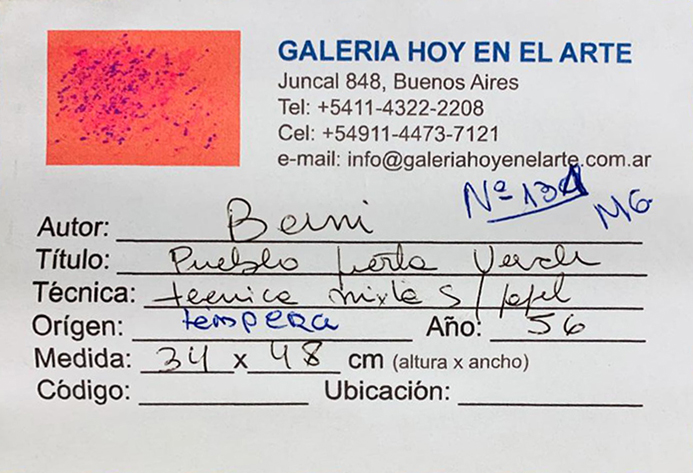 GALERIA HOY EN EL ARTE
Juncal 848, Buenos Aires
Tel: +5411-4322-2208
Cel: +54911-4473-7121
e-mail: info@galeriahoyenelarte.com.ar
Nº 134
MG
Autor: Berni
Título: Pueblo Verde
Técnica: tecnica mixta s/papel
Orígen: tempera Año: 56
Medida: 34 x 48 cm (altura x ancho)
Código: Ubicación: